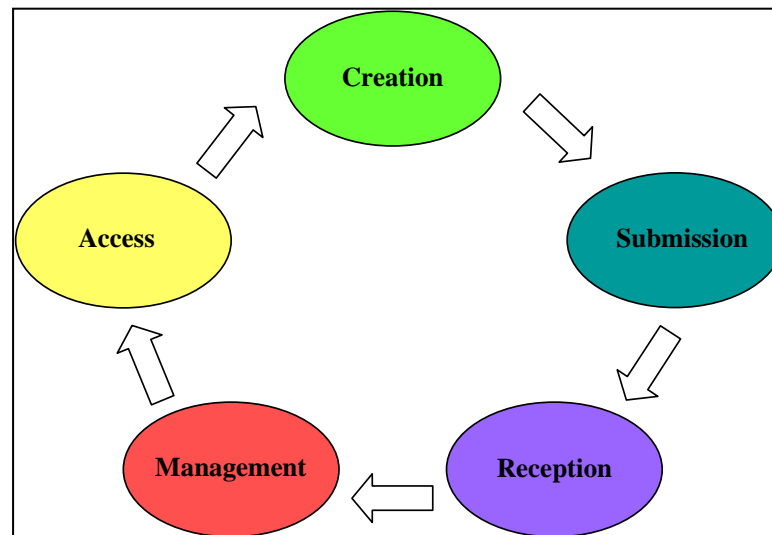 Creation
Submission
Reception
Management
Access